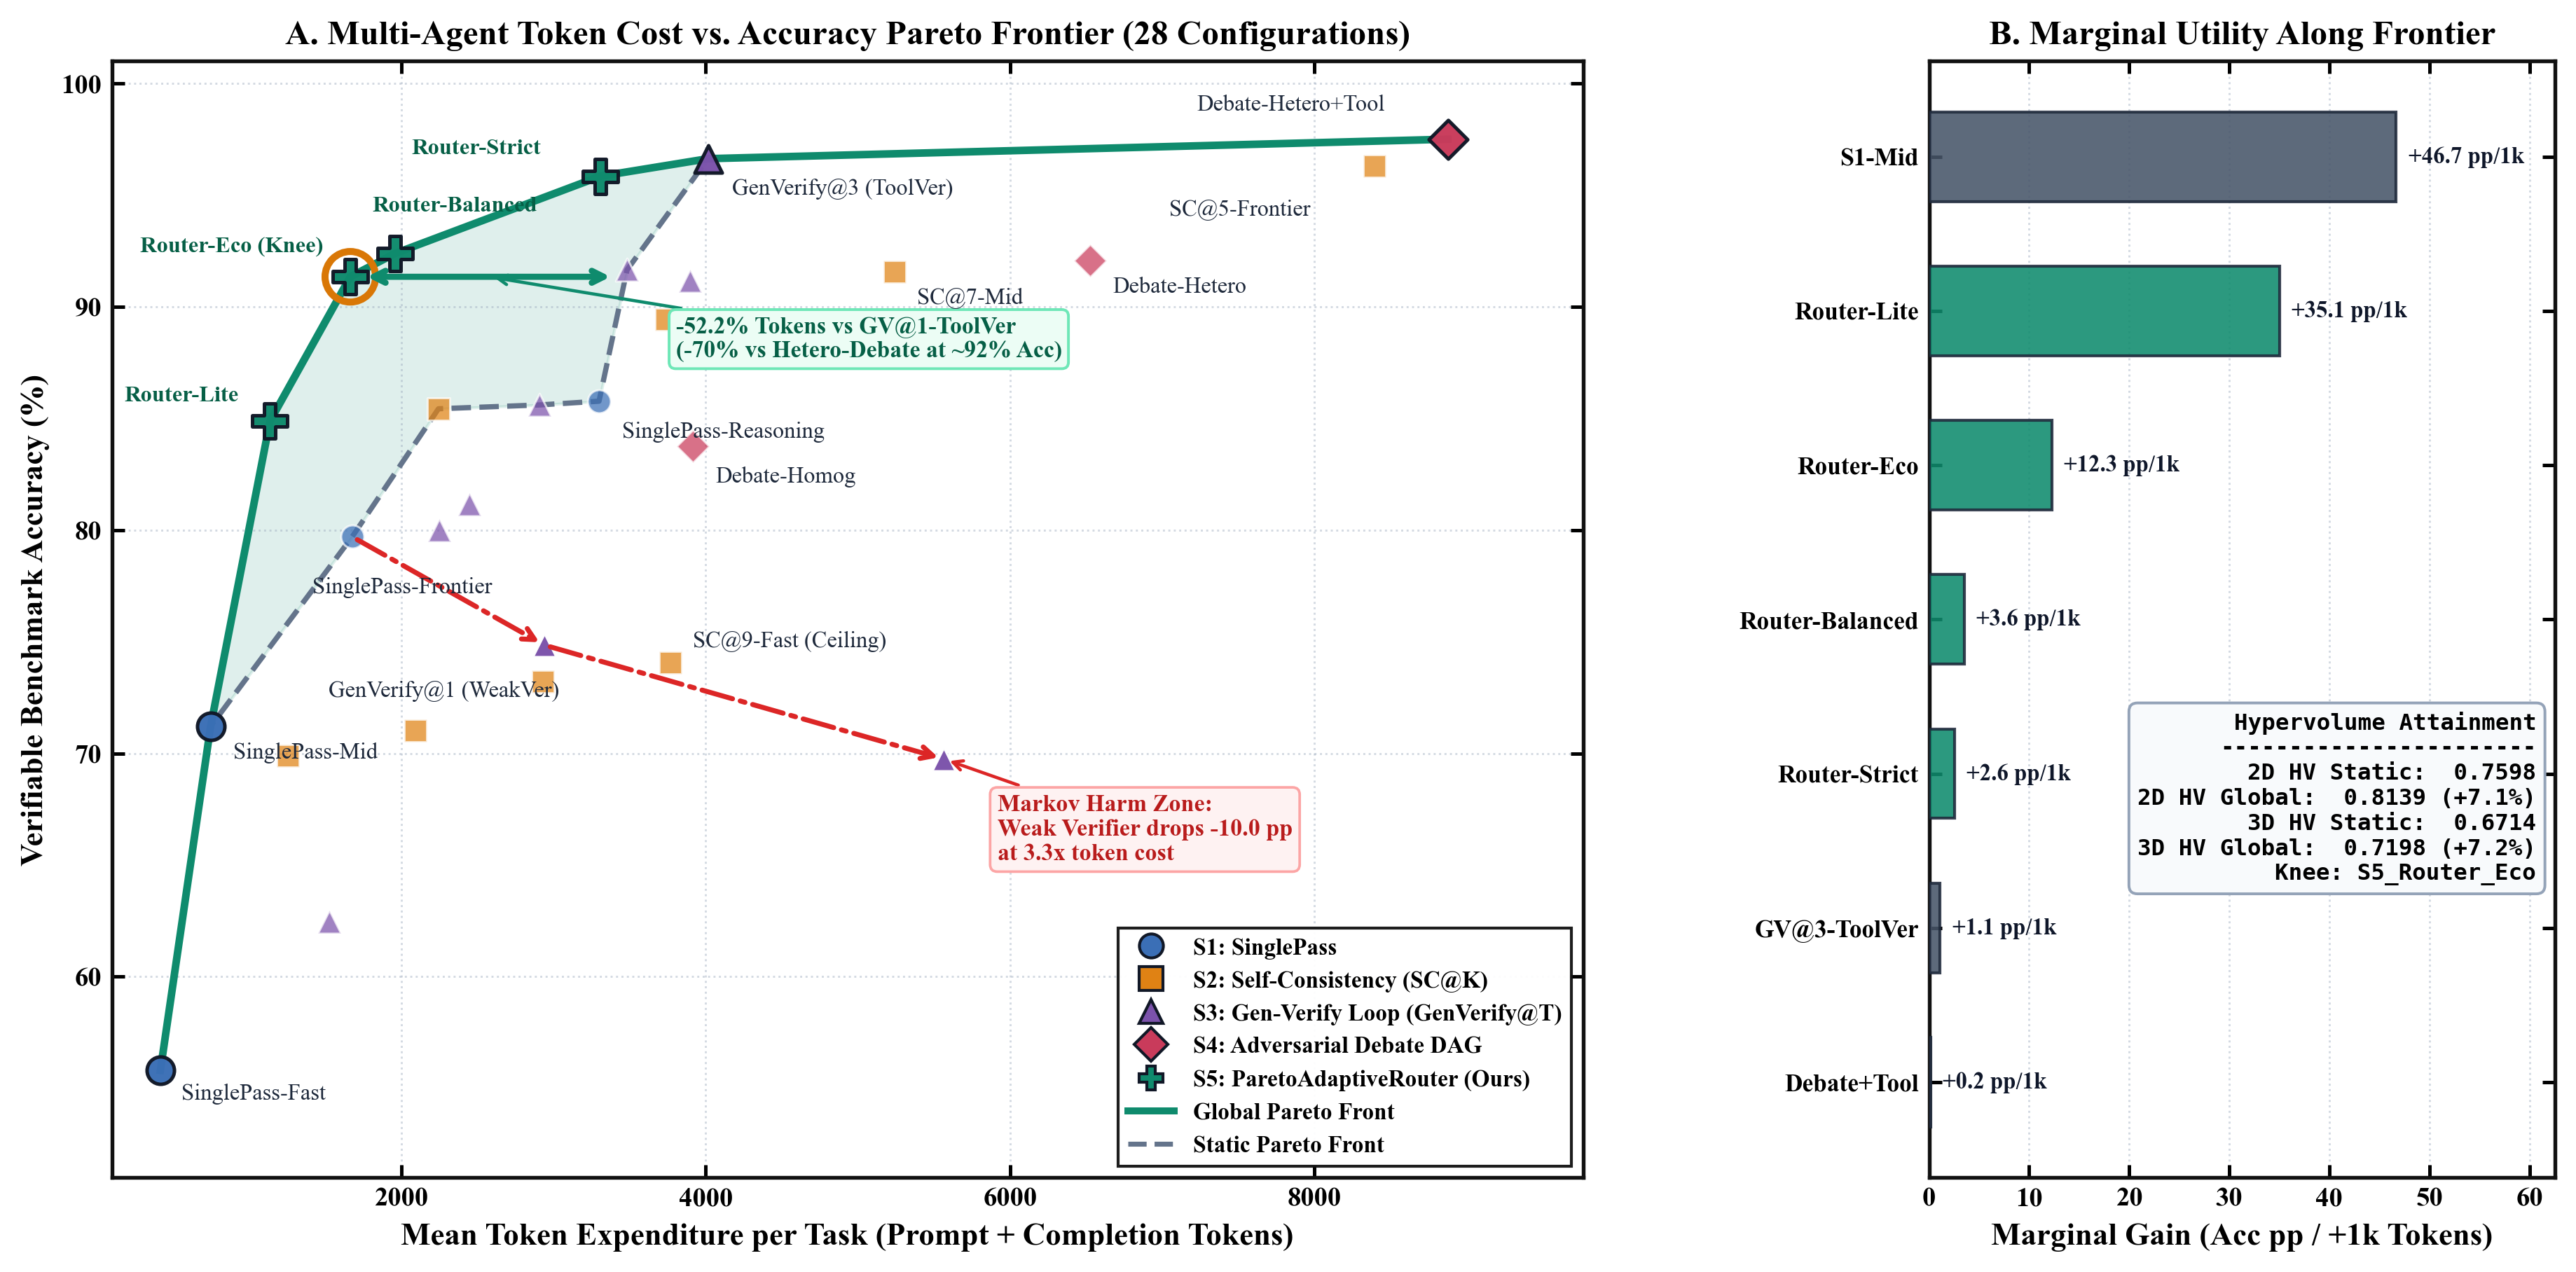 A. Multi-Agent Token Cost vs. Accuracy Pareto Frontier (28 Configurations)
Verifiable Benchmark Accuracy (%)
100
90
80
70
60
Debate-Hetero+Tool
Router-Strict
GenVerify@3 (ToolVer)
Router-Balanced
SC@5-Frontier
Router-Eco (Knee)
Debate-Hetero
SC@7-Mid
-52.2% Tokens vs GV@1-ToolVer
(-70% vs Hetero-Debate at ~92% Acc)
Router-Lite
SinglePass-Reasoning
Debate-Homog
SinglePass-Frontier
SC@9-Fast (Ceiling)
GenVerify@1 (WeakVer)
SinglePass-Mid
Markov Harm Zone:
Weak Verifier drops -10.0 pp
at 3.3x token cost
SinglePass-Fast
S1: SinglePass
S2: Self-Consistency (SC@K)
S3: Gen-Verify Loop (GenVerify@T)
S4: Adversarial Debate DAG
S5: ParetoAdaptiveRouter (Ours)
Global Pareto Front
Static Pareto Front
2000 4000 6000 8000
Mean Token Expenditure per Task (Prompt + Completion Tokens)
B. Marginal Utility Along Frontier
S1-Mid +46.7 pp/1k
Router-Lite +35.1 pp/1k
Router-Eco +12.3 pp/1k
Router-Balanced +3.6 pp/1k
Router-Strict +2.6 pp/1k
GV@3-ToolVer +1.1 pp/1k
Debate+Tool +0.2 pp/1k
Hypervolume Attainment
-----------------------
2D HV Static: 0.7598
2D HV Global: 0.8139 (+7.1%)
3D HV Static: 0.6714
3D HV Global: 0.7198 (+7.2%)
Knee: S5_Router_Eco
0 10 20 30 40 50 60
Marginal Gain (Acc pp / +1k Tokens)